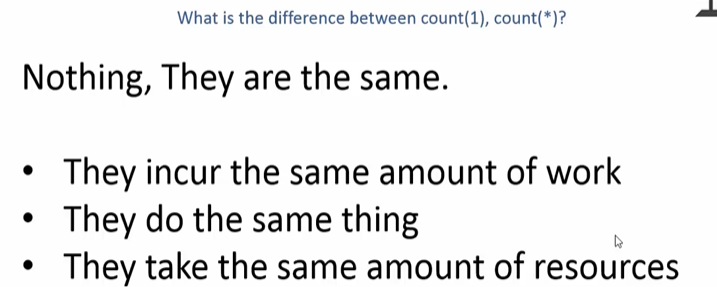 What is the difference between count(1), count(*)?
Nothing, They are the same.
• They incur the same amount of work
• They do the same thing
• They take the same amount of resources